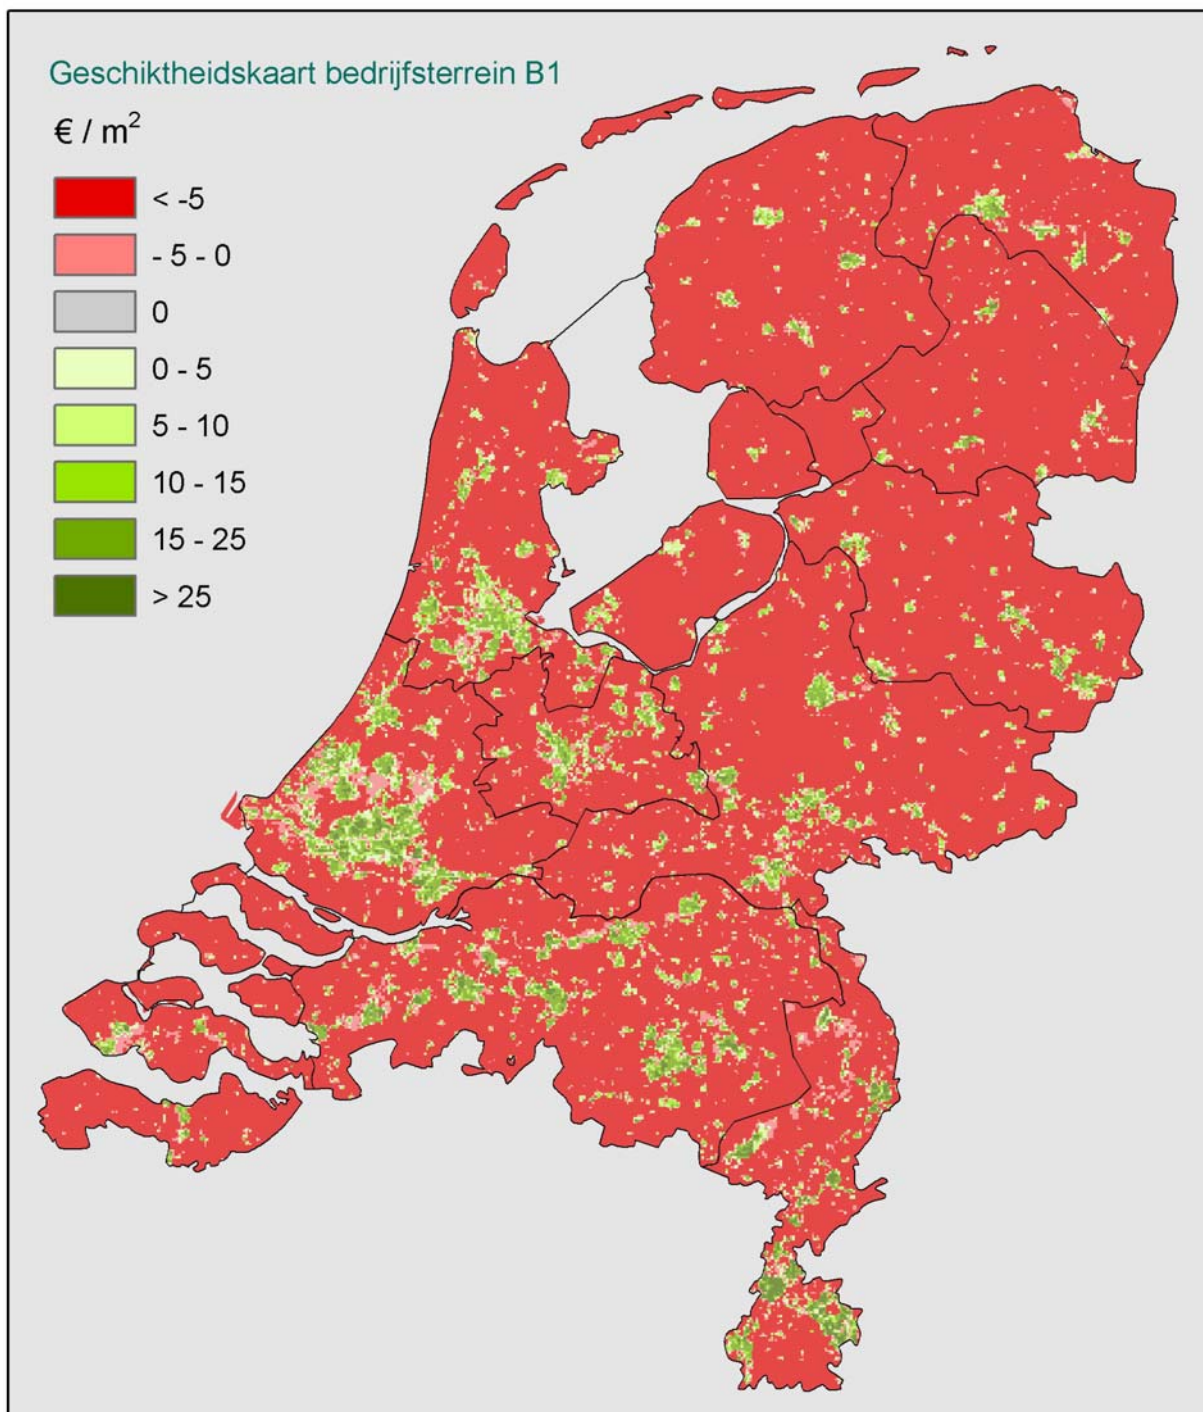 Geschiktheidskaart bedrijfsterrein B1
€ / m²
< -5
- 5 - 0
0
0 - 5
5 - 10
10 - 15
15 - 25
> 25